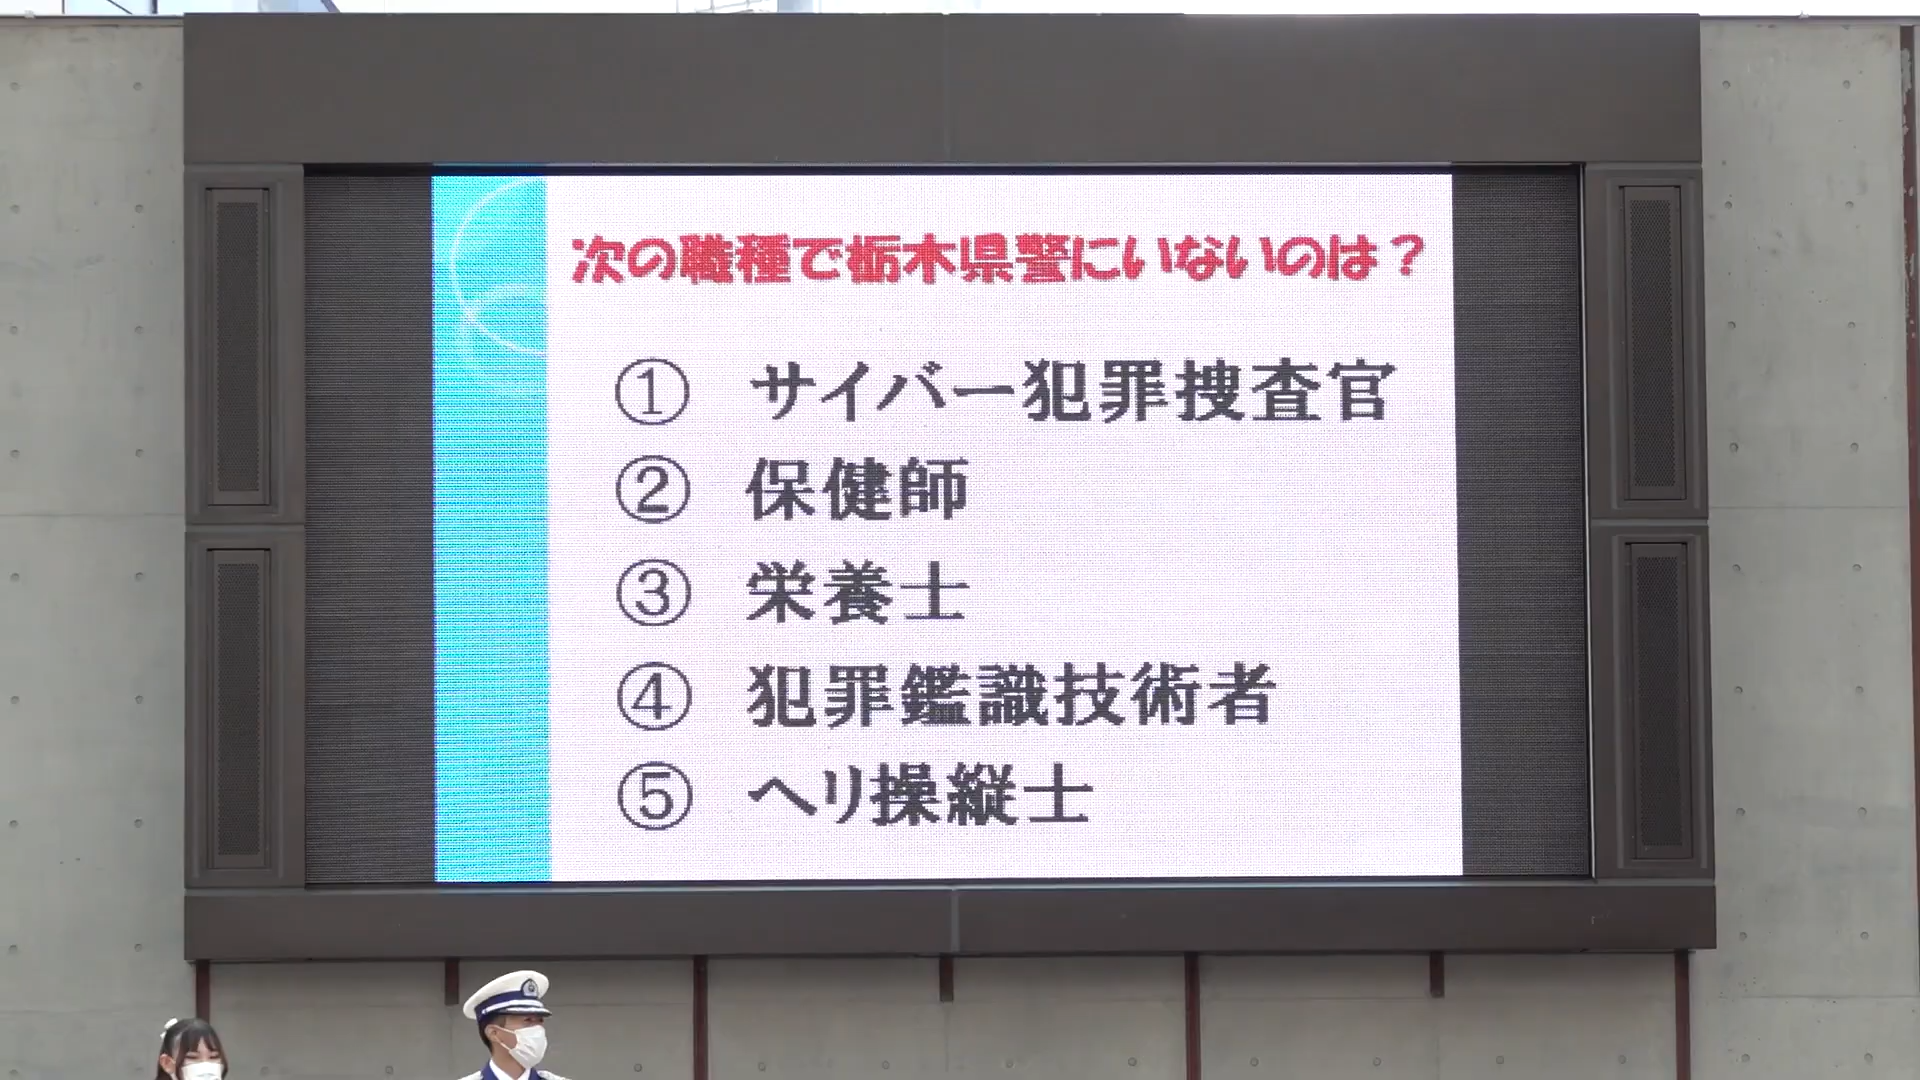 次の職種で栃木県警にいないのは？
① サイバー犯罪捜査官
② 保健師
③ 栄養士
④ 犯罪鑑識技術者
⑤ ヘリ操縦士